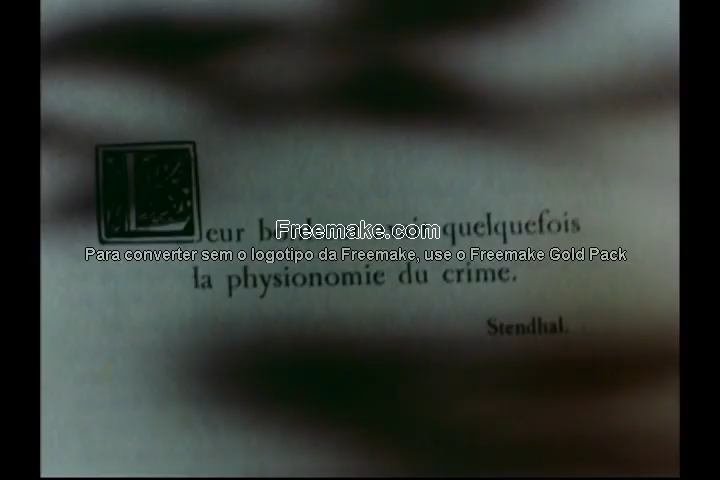 Leur quelquefois
Freemake.com
Para converter sem o logotipo da Freemake, use o Freemake Gold Pack
la physionomie du crime.
Stendhal.